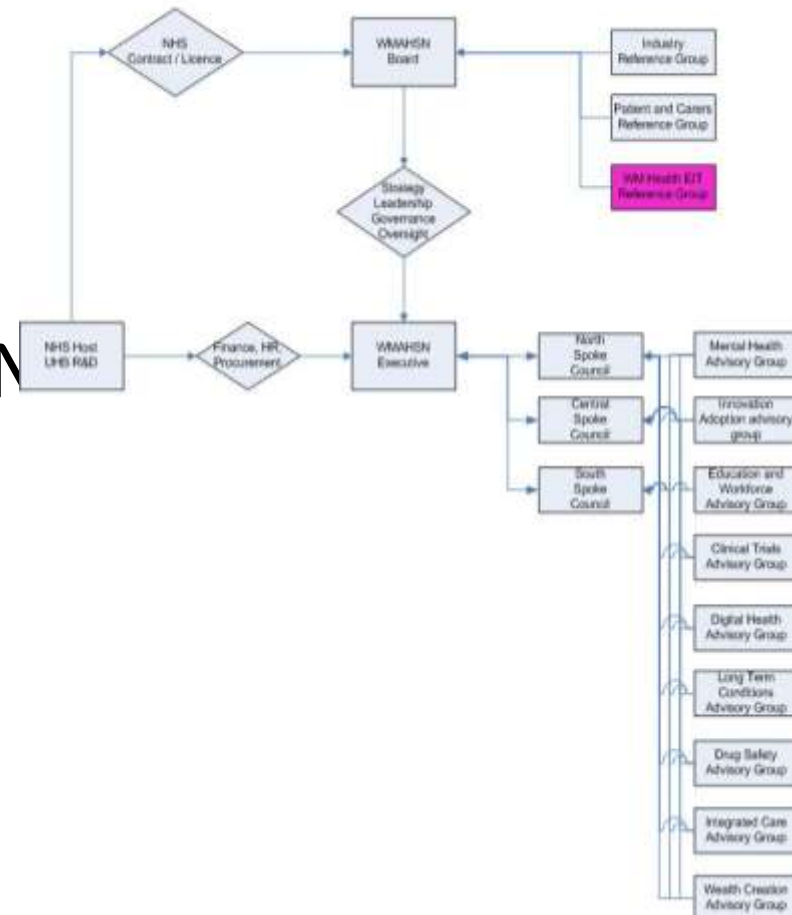 NHS
Contract / Licence
WMAHSN
Board
Industry
Reference Group
Patient and Carers
Reference Group
WM Health EIT
Reference Group
Strategy
Leadership
Governance
Oversight
N
NHS Host
UHB R&D
Finance, HR,
Procurement
WMAHSN
Executive
North
Spoke
Council
Central
Spoke
Council
South
Spoke
Council
Mental Health
Advisory Group
Innovation
Adoption advisory
group
Education and
Workforce
Advisory Group
Clinical Trials
Advisory Group
Digital Health
Advisory Group
Long Term
Conditions
Advisory Group
Drug Safety
Advisory Group
Integrated Care
Advisory Group
Wealth Creation
Advisory Group